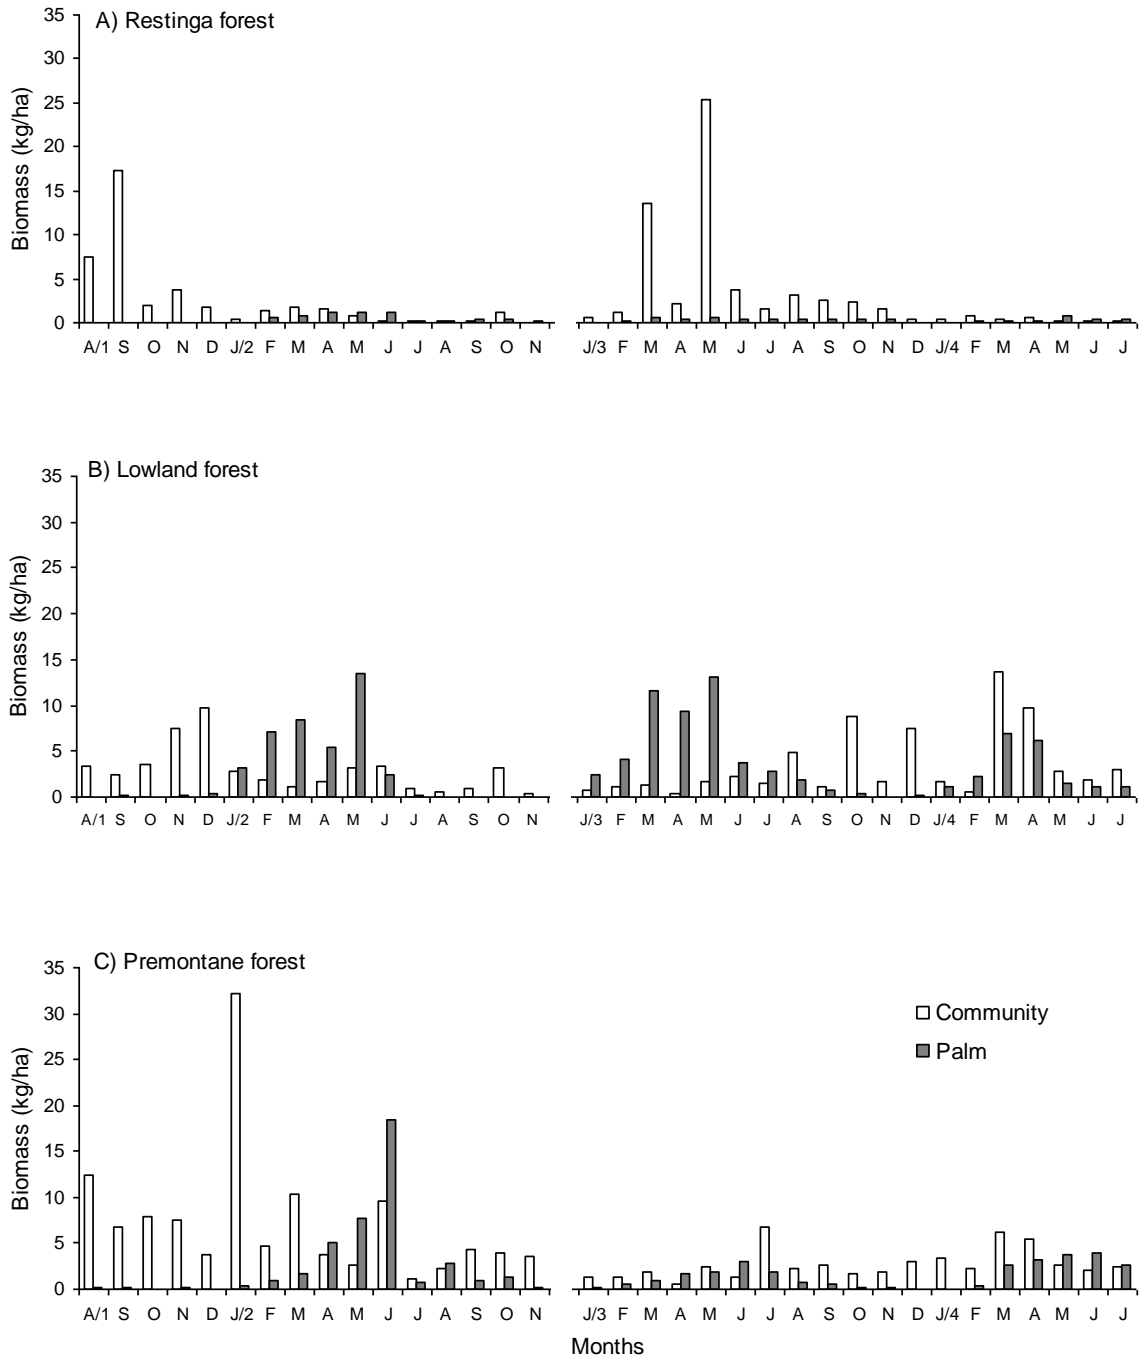 A) Restinga forest
35
30
25
20
15
10
5
0
Biomass (kg/ha)
A/1 S O N D J/2 F M A M J J A S O N J/3 F M A M J J A S O N D J/4 F M A M J J
B) Lowland forest
35
30
25
20
15
10
5
0
Biomass (kg/ha)
A/1 S O N D J/2 F M A M J J A S O N J/3 F M A M J J A S O N D J/4 F M A M J J
C) Premontane forest
35
30
25
20
15
10
5
0
Biomass (kg/ha)
Community
Palm
A/1 S O N D J/2 F M A M J J A S O N J/3 F M A M J J A S O N D J/4 F M A M J J
Months